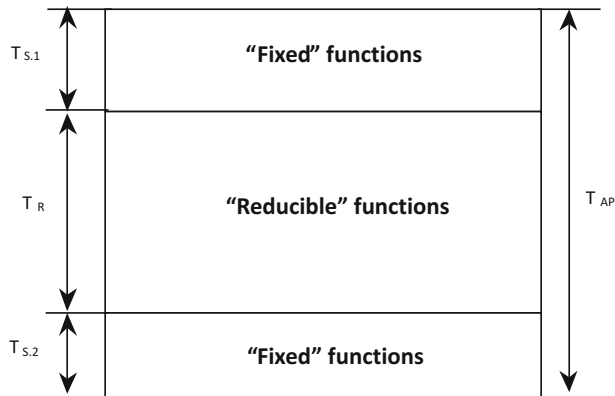 T S.1
“Fixed” functions
T R
“Reducible” functions
T AP
T S.2
“Fixed” functions